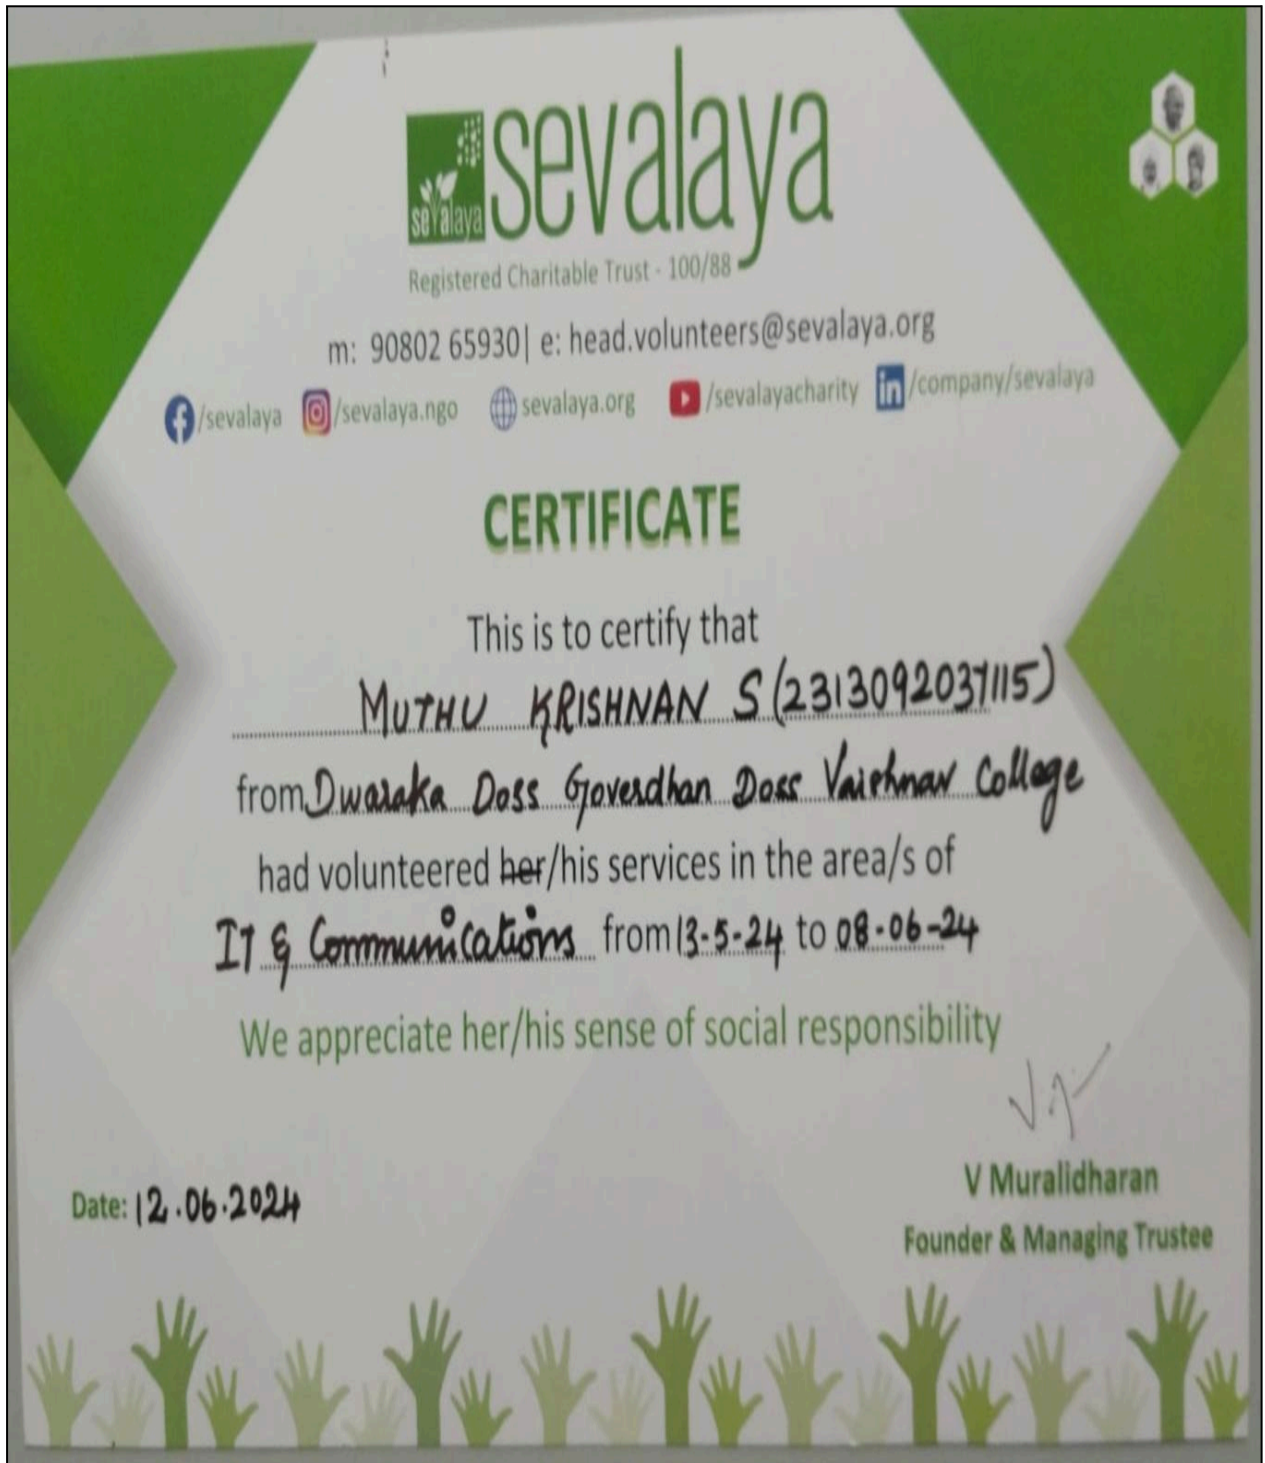 sevalaya
sevalaya
Registered Charitable Trust - 100/88
m: 90802 65930| e: head.volunteers@sevalaya.org
/sevalaya /sevalaya.ngo sevalaya.org /sevalayacharity /company/sevalaya
CERTIFICATE
This is to certify that
MUTHU KRISHNAN S (2313092037115)
from Dwaraka Doss Goverdhan Doss Vaishnav College
had volunteered her/his services in the area/s of
IT & Communications from 13-5-24 to 08-06-24
We appreciate her/his sense of social responsibility
V Muralidharan
Date: 12.06.2024
Founder & Managing Trustee